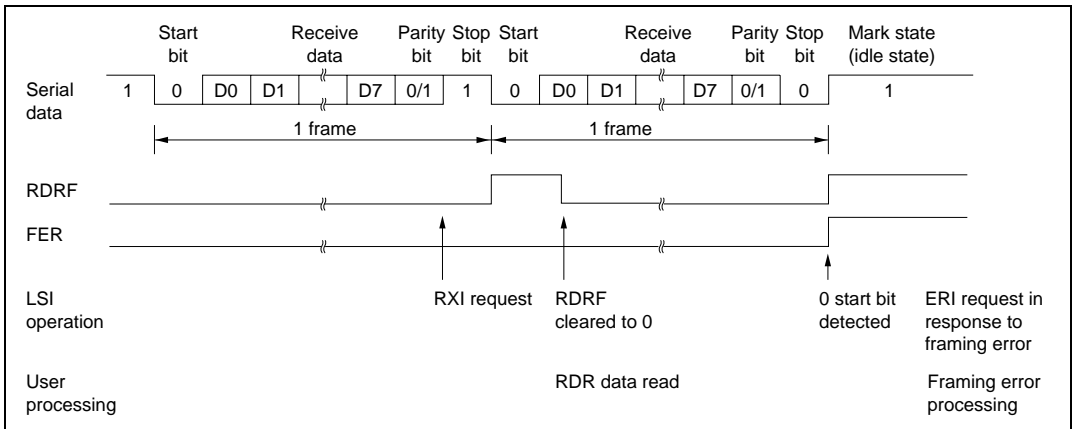 Start bit Receive data Parity bit Stop bit Start bit Receive data Parity bit Stop bit Mark state (idle state)
Serial data 1 0 D0 D1 D7 0/1 1 0 D0 D1 D7 0/1 0 1
1 frame 1 frame
RDRF
FER
LSI operation RXI request RDRF cleared to 0 0 start bit detected ERI request in response to framing error
User processing RDR data read Framing error processing